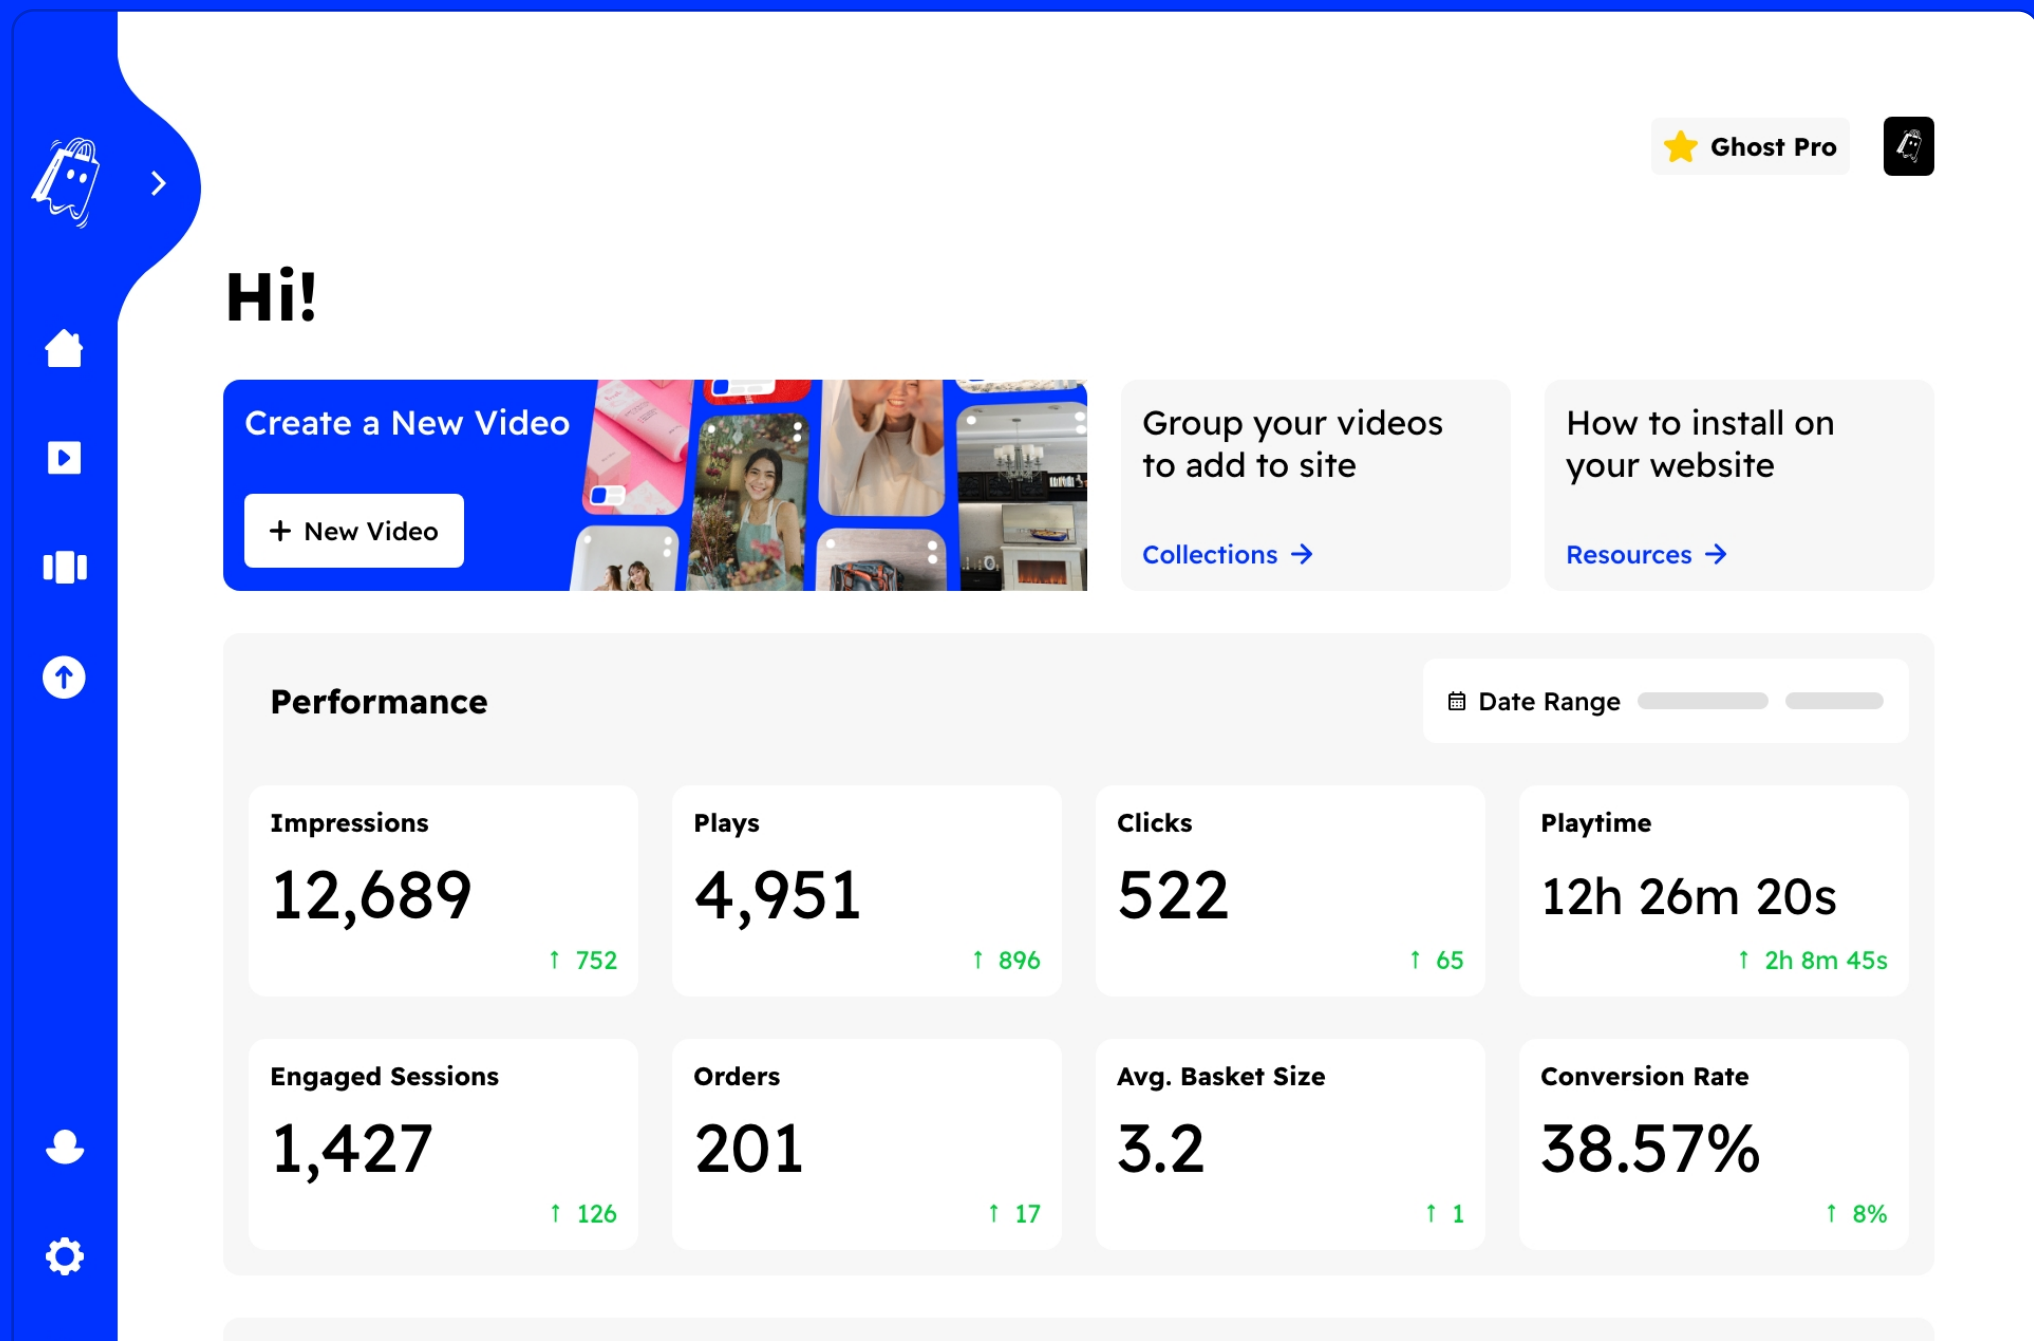 Ghost Pro
Hi!
Create a New Video
+ New Video
Group your videos
to add to site
Collections →
How to install on
your website
Resources →
Performance
Date Range
Impressions
12,689
↑ 752
Plays
4,951
↑ 896
Clicks
522
↑ 65
Playtime
12h 26m 20s
↑ 2h 8m 45s
Engaged Sessions
1,427
↑ 126
Orders
201
↑ 17
Avg. Basket Size
3.2
↑ 1
Conversion Rate
38.57%
↑ 8%